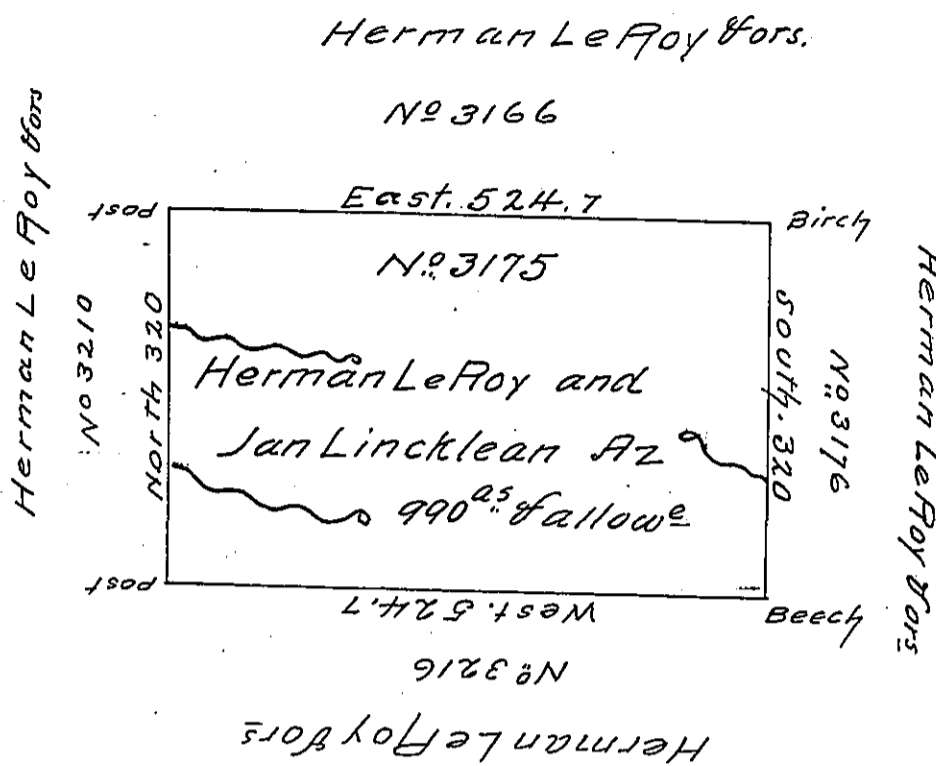 Herman LeRoy & ors.
Nº 3166
East. 524.7
post
Birch
Nº 3175
Herman LeRoy & ors
No 3210
North 320
Herman LeRoy and
Jan Lincklean Az
990 as & allowe
South. 320
Nº 3176
Herman LeRoy & ors
post
Beech
West. 524.7
Nº 3216
Herman LeRoy & ors